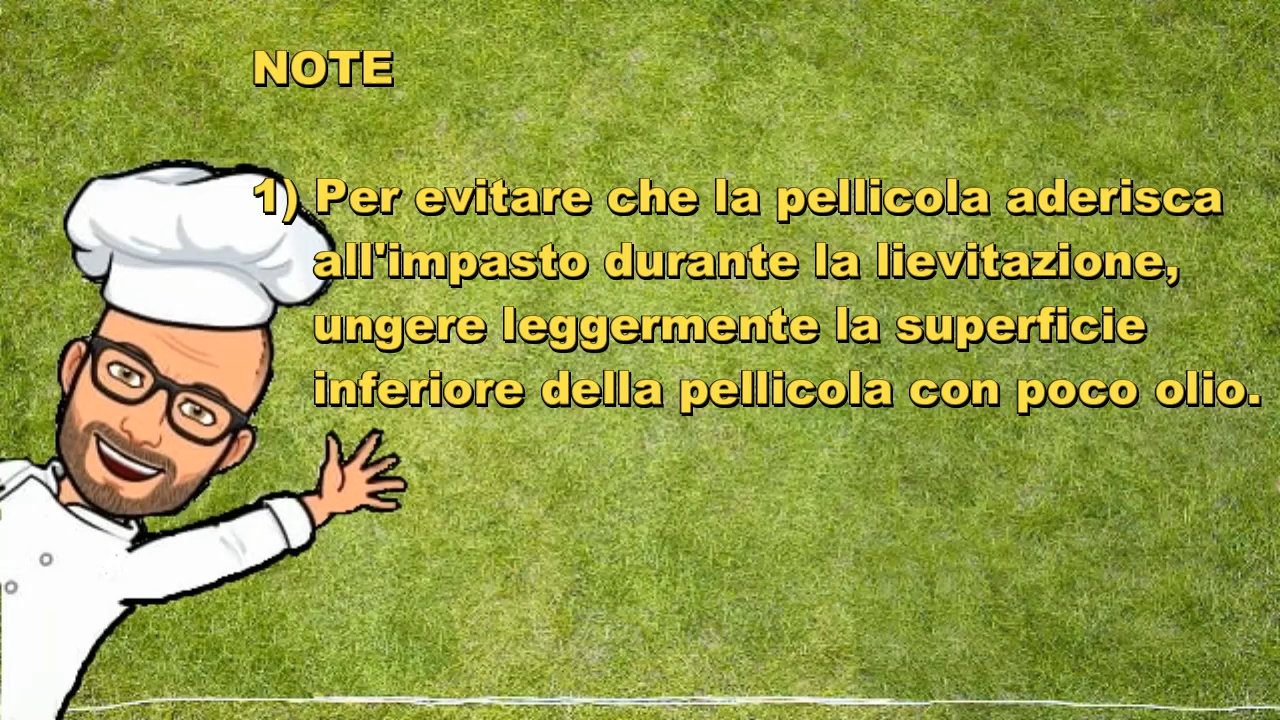 NOTE
1) Per evitare che la pellicola aderisca
all'impasto durante la lievitazione,
ungere leggermente la superficie
inferiore della pellicola con poco olio.